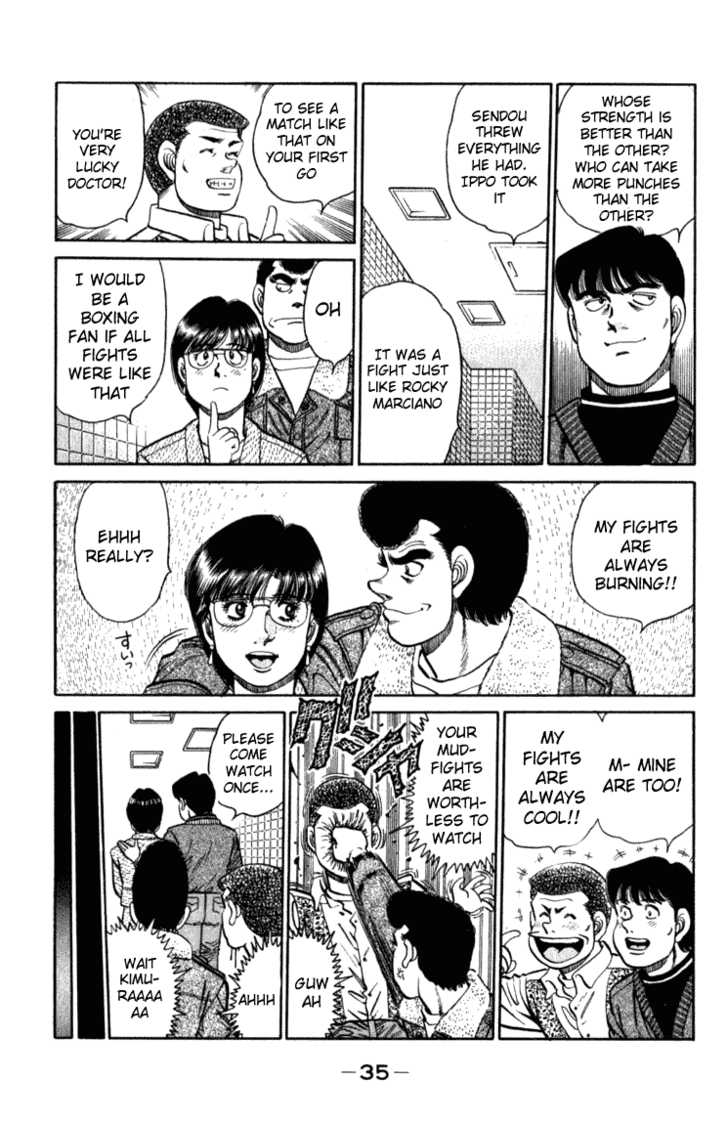 WHOSE
STRENGTH IS
BETTER THAN
THE OTHER?
WHO CAN TAKE
MORE PUNCHES
THAN THE
OTHER?
SENDOU
THREW
EVERYTHING
HE HAD.
IPPO TOOK
IT
IT WAS A
FIGHT JUST
LIKE ROCKY
MARCIANO
TO SEE A
MATCH LIKE
THAT ON
YOUR FIRST
GO
YOU'RE
VERY
LUCKY
DOCTOR!
OH
I WOULD
BE A
BOXING
FAN IF ALL
FIGHTS
WERE LIKE
THAT
MY FIGHTS
ARE
ALWAYS
BURNING!!
EHHH
REALLY?
すいっ
M- MINE
ARE TOO!
MY
FIGHTS
ARE
ALWAYS
COOL!!
YOUR
MUD-
FIGHTS
ARE
WORTH-
LESS TO
WATCH
グシャ
GUW
AH
PLEASE
COME
WATCH
ONCE...
AHHH
WAIT
KIMU-
RAAAA
AA
—35—